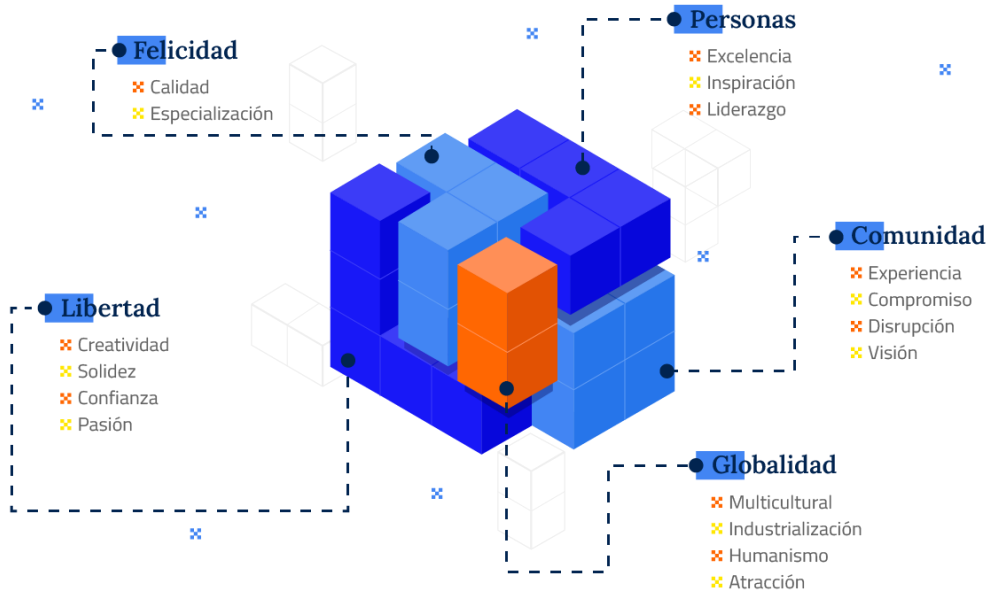 Felicidad
Calidad
Especialización
Personas
Excelencia
Inspiración
Liderazgo
Comunidad
Experiencia
Compromiso
Disrupción
Visión
Libertad
Creatividad
Solidez
Confianza
Pasión
Globalidad
Multicultural
Industrialización
Humanismo
Atracción